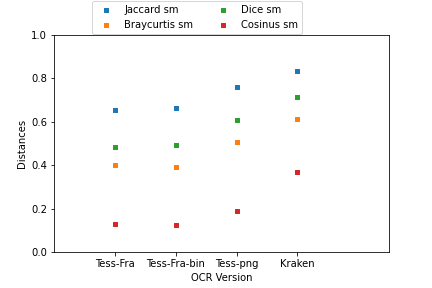 Jaccard sm Dice sm
Braycurtis sm Cosinus sm
1.0
0.8
0.6
0.4
0.2
0.0
Distances
Tess-Fra Tess-Fra-bin Tess-png Kraken
OCR Version